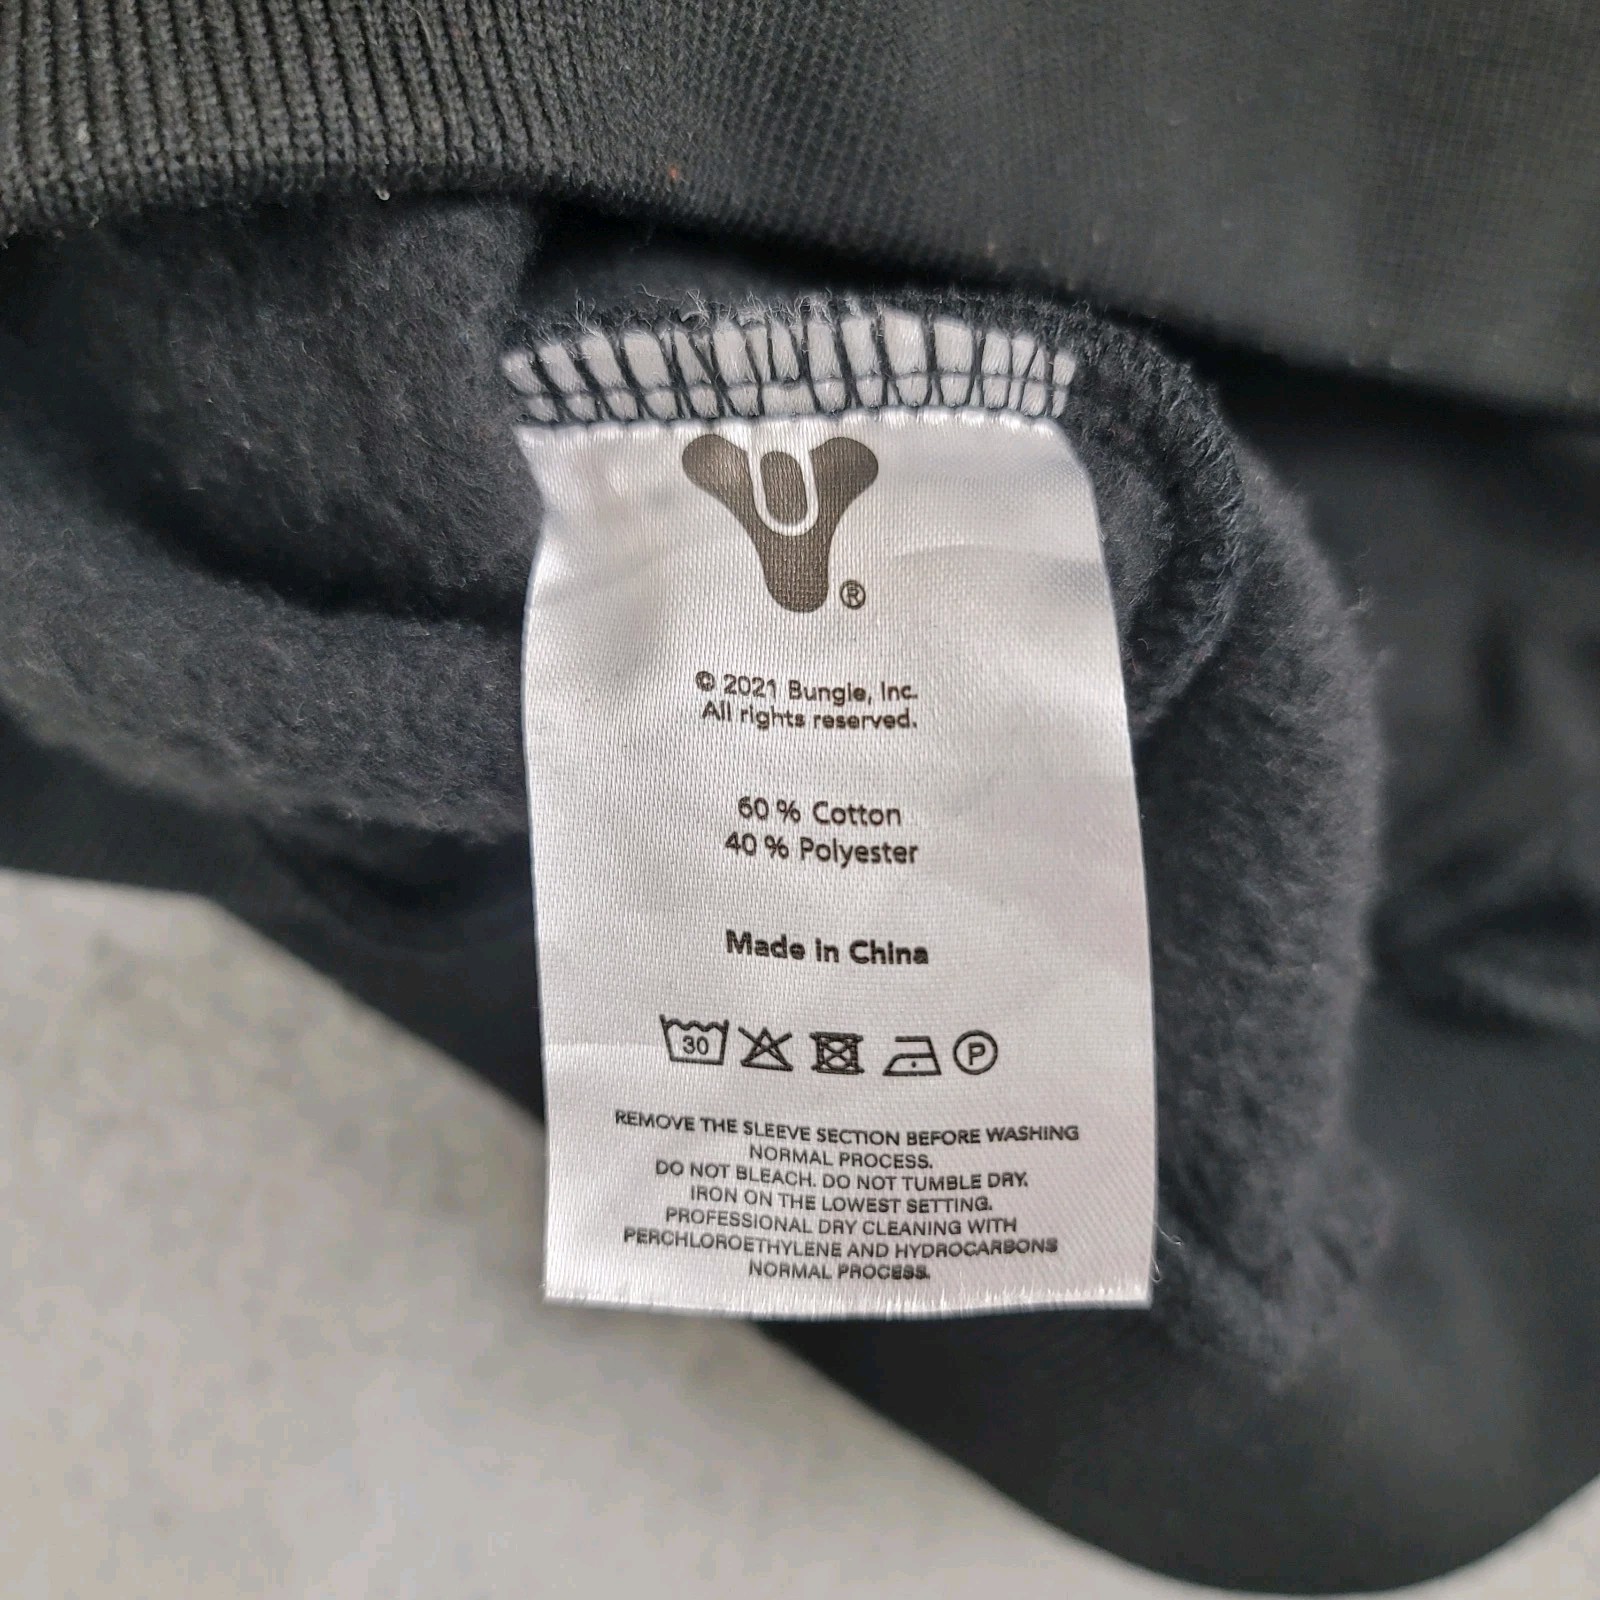 ®
© 2021 Bungie, Inc.
All rights reserved.
60 % Cotton
40 % Polyester
Made in China
30 P
REMOVE THE SLEEVE SECTION BEFORE WASHING
NORMAL PROCESS.
DO NOT BLEACH. DO NOT TUMBLE DRY.
IRON ON THE LOWEST SETTING.
PROFESSIONAL DRY CLEANING WITH
PERCHLOROETHYLENE AND HYDROCARBONS
NORMAL PROCESS.